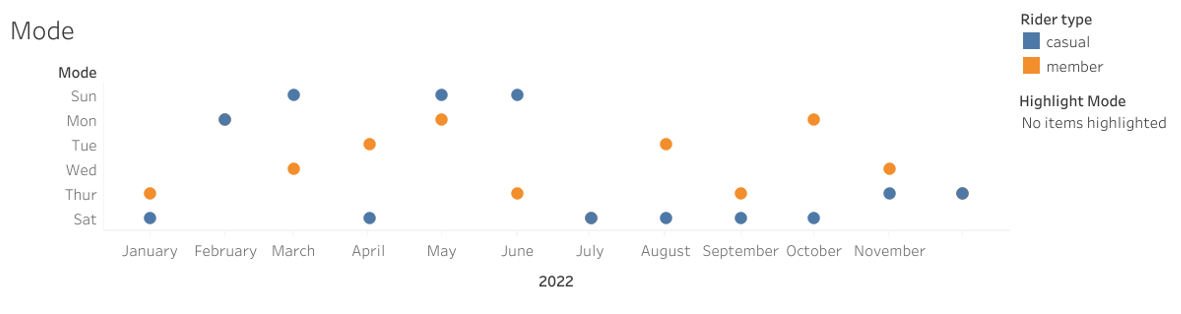 Mode
Mode
Sun
Mon
Tue
Wed
Thur
Sat
January February March April May June July August September October November
2022
Rider type
casual
member
Highlight Mode
No items highlighted